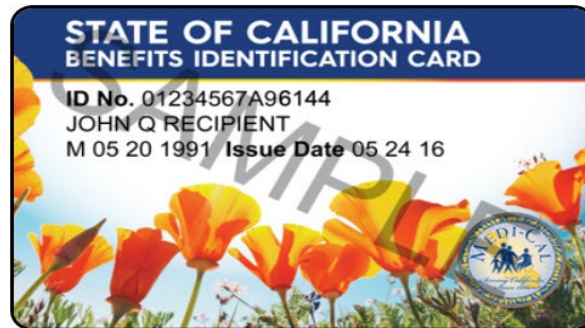 STATE OF CALIFORNIA
BENEFITS IDENTIFICATION CARD
ID No. 01234567A96144
JOHN Q RECIPIENT
M 05 20 1991 Issue Date 05 24 16
SAMPLE
MEDI-CAL